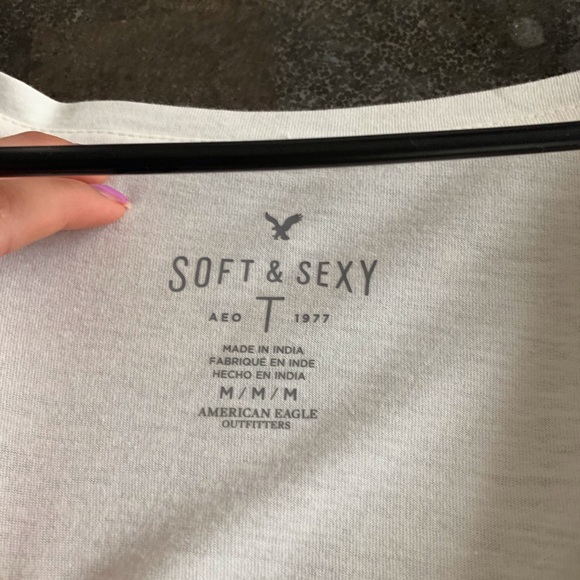 SOFT & SEXY
AEO T 1977
MADE IN INDIA
FABRIQUÉ EN INDE
HECHO EN INDIA
M/M/M
AMERICAN EAGLE
OUTFITTERS